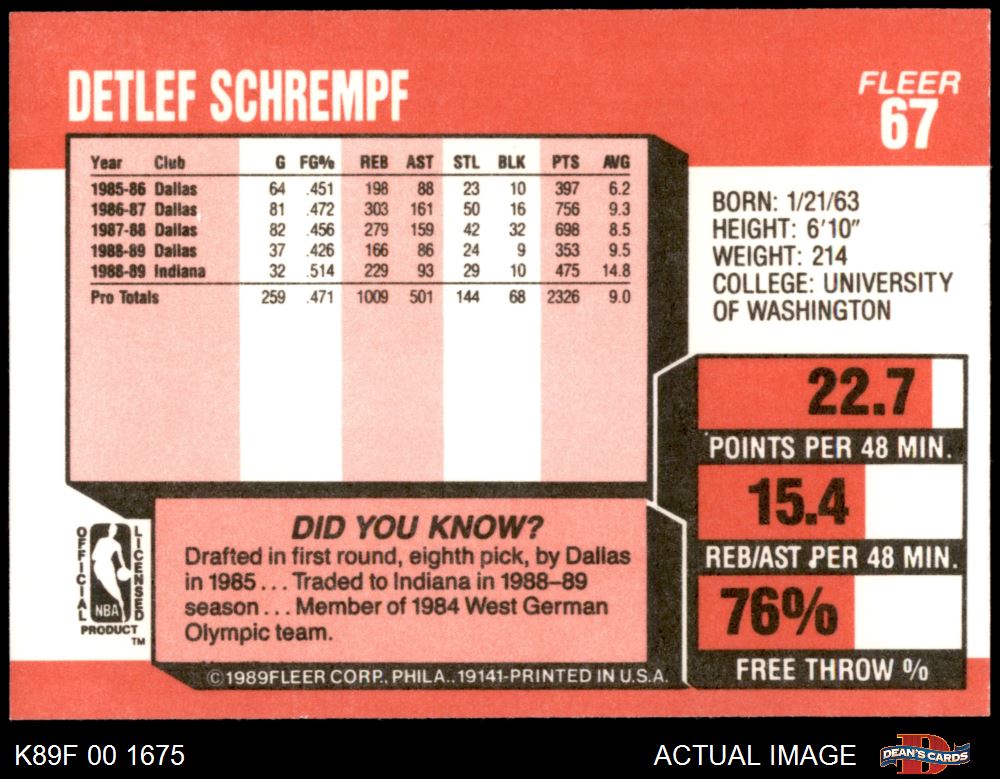 DETLEF SCHREMPF
FLEER
67
Year Club G FG% REB AST STL BLK PTS AVG
1985-86 Dallas 64 .451 198 88 23 10 397 6.2
1986-87 Dallas 81 .472 303 161 50 16 756 9.3
1987-88 Dallas 82 .456 279 159 42 32 698 8.5
1988-89 Dallas 37 .426 166 86 24 9 353 9.5
1988-89 Indiana 32 .514 229 93 29 10 475 14.8
Pro Totals 259 .471 1009 501 144 68 2326 9.0
BORN: 1/21/63
HEIGHT: 6'10"
WEIGHT: 214
COLLEGE: UNIVERSITY
OF WASHINGTON
22.7
POINTS PER 48 MIN.
15.4
REB/AST PER 48 MIN.
76%
FREE THROW %
DID YOU KNOW?
Drafted in first round, eighth pick, by Dallas
in 1985 . . . Traded to Indiana in 1988–89
season . . . Member of 1984 West German
Olympic team.
OFFICIAL
LICENSED
NBA
PRODUCT
TM
©1989FLEER CORP., PHILA..19141-PRINTED IN U.S.A.
K89F 00 1675
ACTUAL IMAGE
DEAN'S CARDS